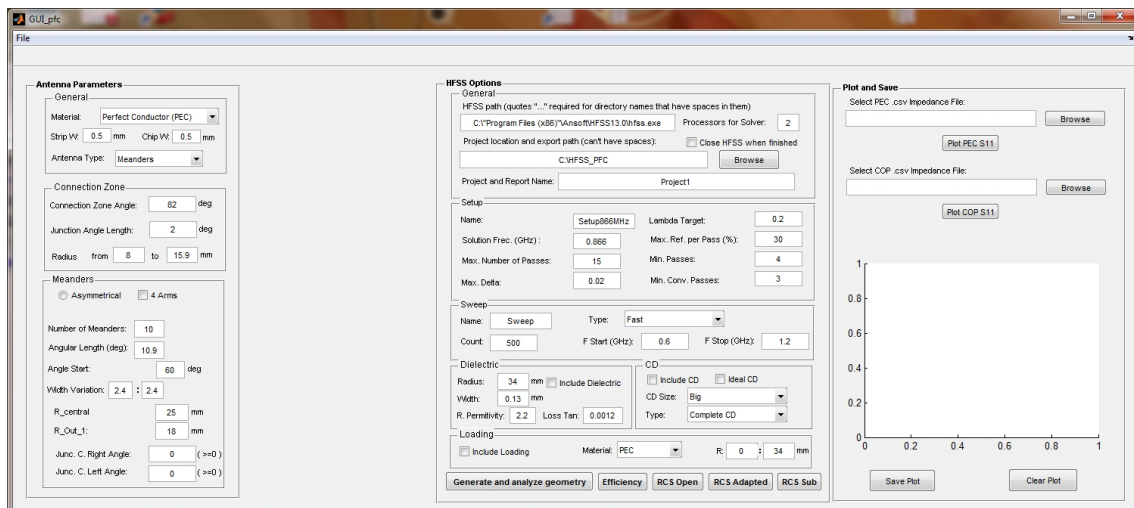 GUI_pfc
File
Antenna Parameters
General
Material: Perfect Conductor (PEC)
Strip W: 0.5 mm Chip W: 0.5 mm
Antenna Type: Meanders
Connection Zone
Connection Zone Angle: 82 deg
Junction Angle Length: 2 deg
Radius from 8 to 15.9 mm
Meanders
Asymmetrical 4 Arms
Number of Meanders: 10
Angular Length (deg): 10.9
Angle Start: 60 deg
Width Variation: 2.4 : 2.4
R_central 25 mm
R_Out_1: 18 mm
Junc. C. Right Angle: 0 ( >=0 )
Junc. C. Left Angle: 0 ( >=0 )
HFSS Options
General
HFSS path (quotes "..." required for directory names that have spaces in them)
C:\"Program Files (x86)"\Ansoft\HFSS13.0\hfss.exe Processors for Solver: 2
Project location and export path (can't have spaces): Close HFSS when finished
C:\HFSS_PFC Browse
Project and Report Name: Project1
Setup
Name: Setup866MHz Lambda Target: 0.2
Solution Frec. (GHz) : 0.866 Max. Ref. per Pass (%): 30
Max. Number of Passes: 15 Min. Passes: 4
Max. Delta: 0.02 Min. Conv. Passes: 3
Sweep
Name: Sweep Type: Fast
Count: 500 F Start (GHz): 0.6 F Stop (GHz): 1.2
Dielectric
Radius: 34 mm Include Dielectric
Width: 0.13 mm
R. Permitivity: 2.2 Loss Tan: 0.0012
CD
Include CD Ideal CD
CD Size: Big
Type: Complete CD
Loading
Include Loading Material: PEC R: 0 : 34 mm
Generate and analyze geometry Efficiency RCS Open RCS Adapted RCS Sub
Plot and Save
Select PEC .csv Impedance File:
Browse
Plot PEC S11
Select COP .csv Impedance File:
Browse
Plot COP S11
1
0.8
0.6
0.4
0.2
0
0 0.2 0.4 0.6 0.8 1
Save Plot Clear Plot